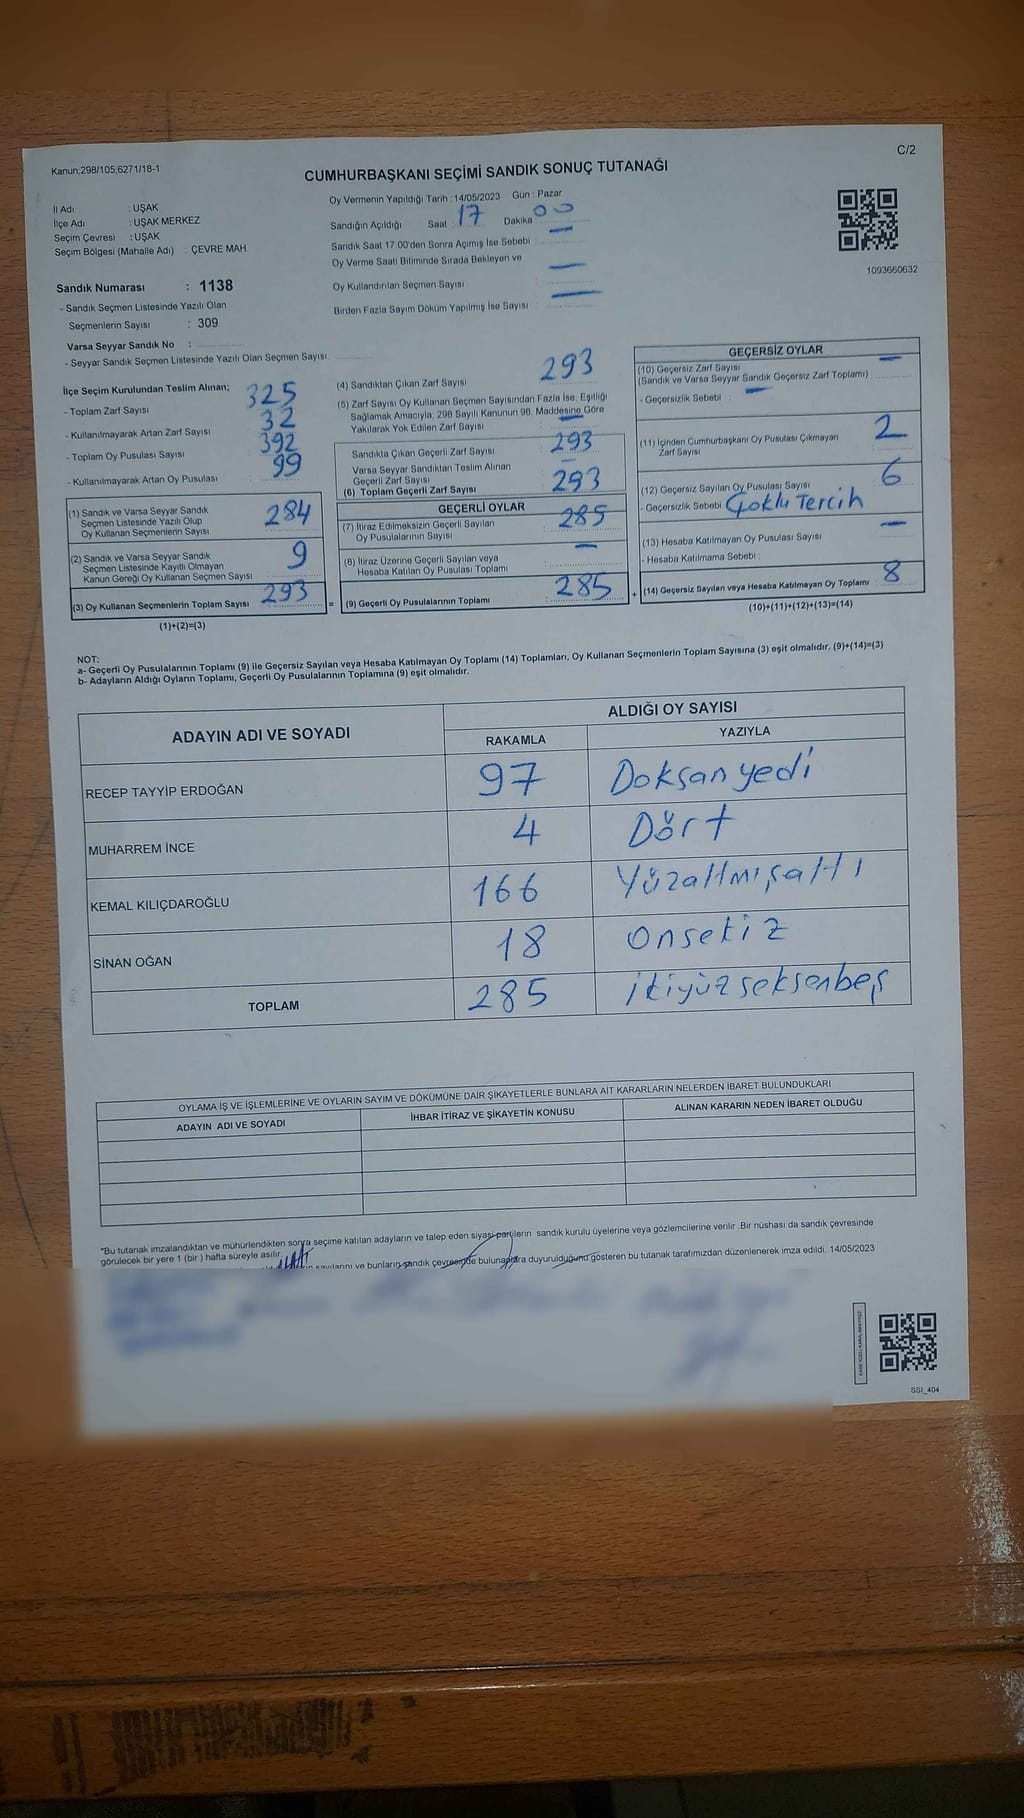 Kanun;298/105;6271/18-1
C/2
CUMHURBAŞKANI SEÇİMİ SANDIK SONUÇ TUTANAĞI
İl Adı : UŞAK
İlçe Adı : UŞAK MERKEZ
Seçim Çevresi : UŞAK
Seçim Bölgesi (Mahalle Adı) : ÇEVRE MAH.
Sandık Numarası : 1138
- Sandık Seçmen Listesinde Yazılı Olan
Seçmenlerin Sayısı : 309
Varsa Seyyar Sandık No :
- Seyyar Sandık Seçmen Listesinde Yazılı Olan Seçmen Sayısı
Oy Vermenin Yapıldığı Tarih : 14/05/2023 Gün : Pazar
Sandığın Açıldığı Saat : 17 Dakika 00
Sandık Saat 17:00'den Sonra Açımış İse Sebebi : —
Oy Verme Saati Bitiminde Sırada Bekleyen ve
Oy Kullandırılan Seçmen Sayısı : —
Birden Fazla Sayım Döküm Yapılmış İse Sayısı : —
1093660632
İlçe Seçim Kurulundan Teslim Alınan;
- Toplam Zarf Sayısı 325
- Kullanılmayarak Artan Zarf Sayısı 32
- Toplam Oy Pusulası Sayısı 392
- Kullanılmayarak Artan Oy Pusulası 99
(1) Sandık ve Varsa Seyyar Sandık
Seçmen Listesinde Yazılı Olup
Oy Kullanan Seçmenlerin Sayısı 284
(2) Sandık ve Varsa Seyyar Sandık
Seçmen Listesinde Kayıtlı Olmayan
Kanun Gereği Oy Kullanan Seçmen Sayısı 9
(3) Oy Kullanan Seçmenlerin Toplam Sayısı 293 =
(1)+(2)=(3)
(4) Sandıktan Çıkan Zarf Sayısı 293
(5) Zarf Sayısı Oy Kullanan Seçmen Sayısından Fazla İse, Eşitliği
Sağlamak Amacıyla, 298 Sayılı Kanunun 98. Maddesine Göre
Yakılarak Yok Edilen Zarf Sayısı —
Sandıkta Çıkan Geçerli Zarf Sayısı 293
Varsa Seyyar Sandıktan Teslim Alınan
Geçerli Zarf Sayısı —
(6) Toplam Geçerli Zarf Sayısı 293
GEÇERLİ OYLAR
(7) İtiraz Edilmeksizin Geçerli Sayılan
Oy Pusulalarının Sayısı 285
(8) İtiraz Üzerine Geçerli Sayılan veya
Hesaba Katılan Oy Pusulası Toplamı —
(9) Geçerli Oy Pusulalarının Toplamı 285 +
GEÇERSİZ OYLAR
(10) Geçersiz Zarf Sayısı —
(Sandık ve Varsa Seyyar Sandık Geçersiz Zarf Toplamı)
- Geçersizlik Sebebi : —
(11) İçinden Cumhurbaşkanı Oy Pusulası Çıkmayan
Zarf Sayısı 2
(12) Geçersiz Sayılan Oy Pusulası Sayısı 6
- Geçersizlik Sebebi Çoklu Tercih
(13) Hesaba Katılmayan Oy Pusulası Sayısı —
- Hesaba Katılmama Sebebi :
(14) Geçersiz Sayılan veya Hesaba Katılmayan Oy Toplamı 8
(10)+(11)+(12)+(13)=(14)
NOT:
a- Geçerli Oy Pusulalarının Toplamı (9) ile Geçersiz Sayılan veya Hesaba Katılmayan Oy Toplamı (14) Toplamları, Oy Kullanan Seçmenlerin Toplam Sayısına (3) eşit olmalıdır. (9)+(14)=(3)
b- Adayların Aldığı Oyların Toplamı, Geçerli Oy Pusulalarının Toplamına (9) eşit olmalıdır.
ADAYIN ADI VE SOYADI ALDIĞI OY SAYISI
RAKAMLA YAZIYLA
RECEP TAYYİP ERDOĞAN 97 Doksan yedi
MUHARREM İNCE 4 Dört
KEMAL KILIÇDAROĞLU 166 Yüzaltmışaltı
SİNAN OĞAN 18 Onsekiz
TOPLAM 285 İkiyüz seksenbeş
OYLAMA İŞ VE İŞLEMLERİNE VE OYLARIN SAYIM VE DÖKÜMÜNE DAİR ŞİKAYETLERLE BUNLARA AİT KARARLARIN NELERDEN İBARET BULUNDUKLARI
ADAYIN ADI VE SOYADI İHBAR İTİRAZ VE ŞİKAYETİN KONUSU ALINAN KARARIN NEDEN İBARET OLDUĞU
*Bu tutanak imzalandıktan ve mühürlendikten sonra seçime katılan adayların ve talep eden siyasi partilerin sandık kurulu üyelerine veya gözlemcilerine verilir. Bir nüshası da sandık çevresinde
görülecek bir yere 1 (bir) hafta süreyle asılır.
sayılarını ve bunların sandık çevresinde bulunanlara duyurulduğunu gösteren bu tutanak tarafımızdan düzenlenerek imza edildi. 14/05/2023
SSI_404